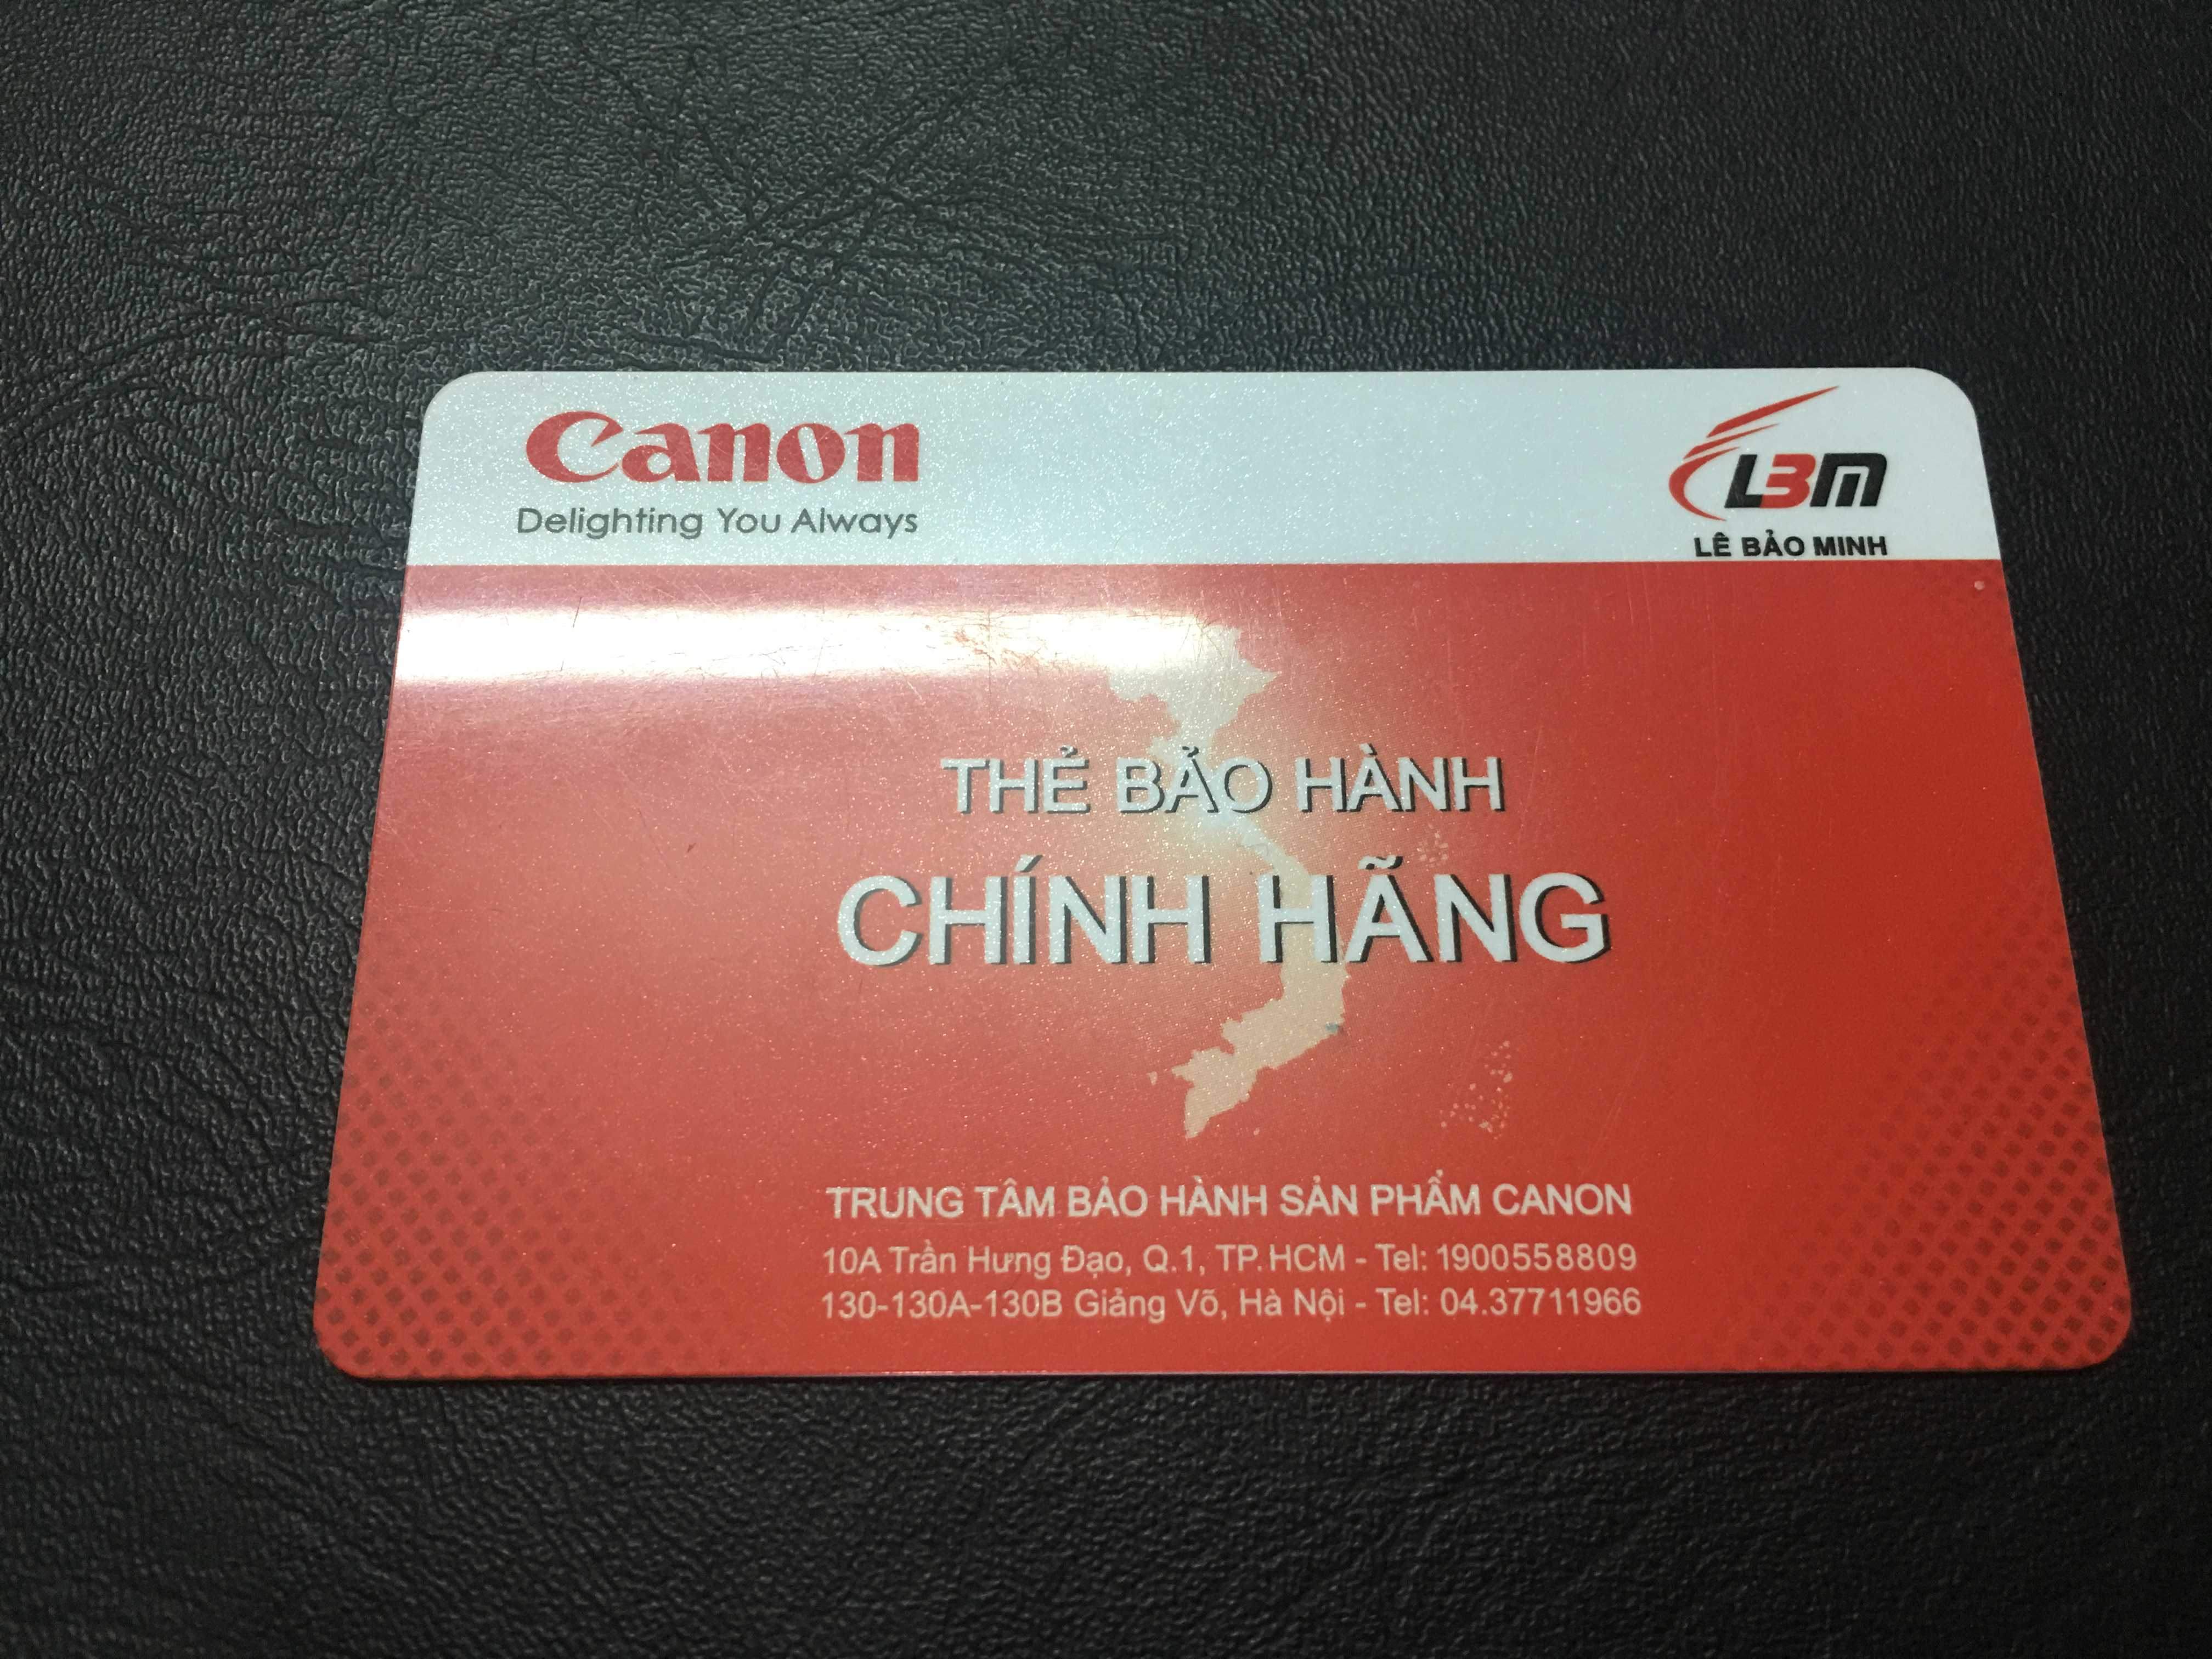 Canon
Delighting You Always
LBM
LÊ BẢO MINH
THẺ BẢO HÀNH
CHÍNH HÃNG
TRUNG TÂM BẢO HÀNH SẢN PHẨM CANON
10A Trần Hưng Đạo, Q.1, TP.HCM - Tel: 1900558809
130-130A-130B Giảng Võ, Hà Nội - Tel: 04.37711966